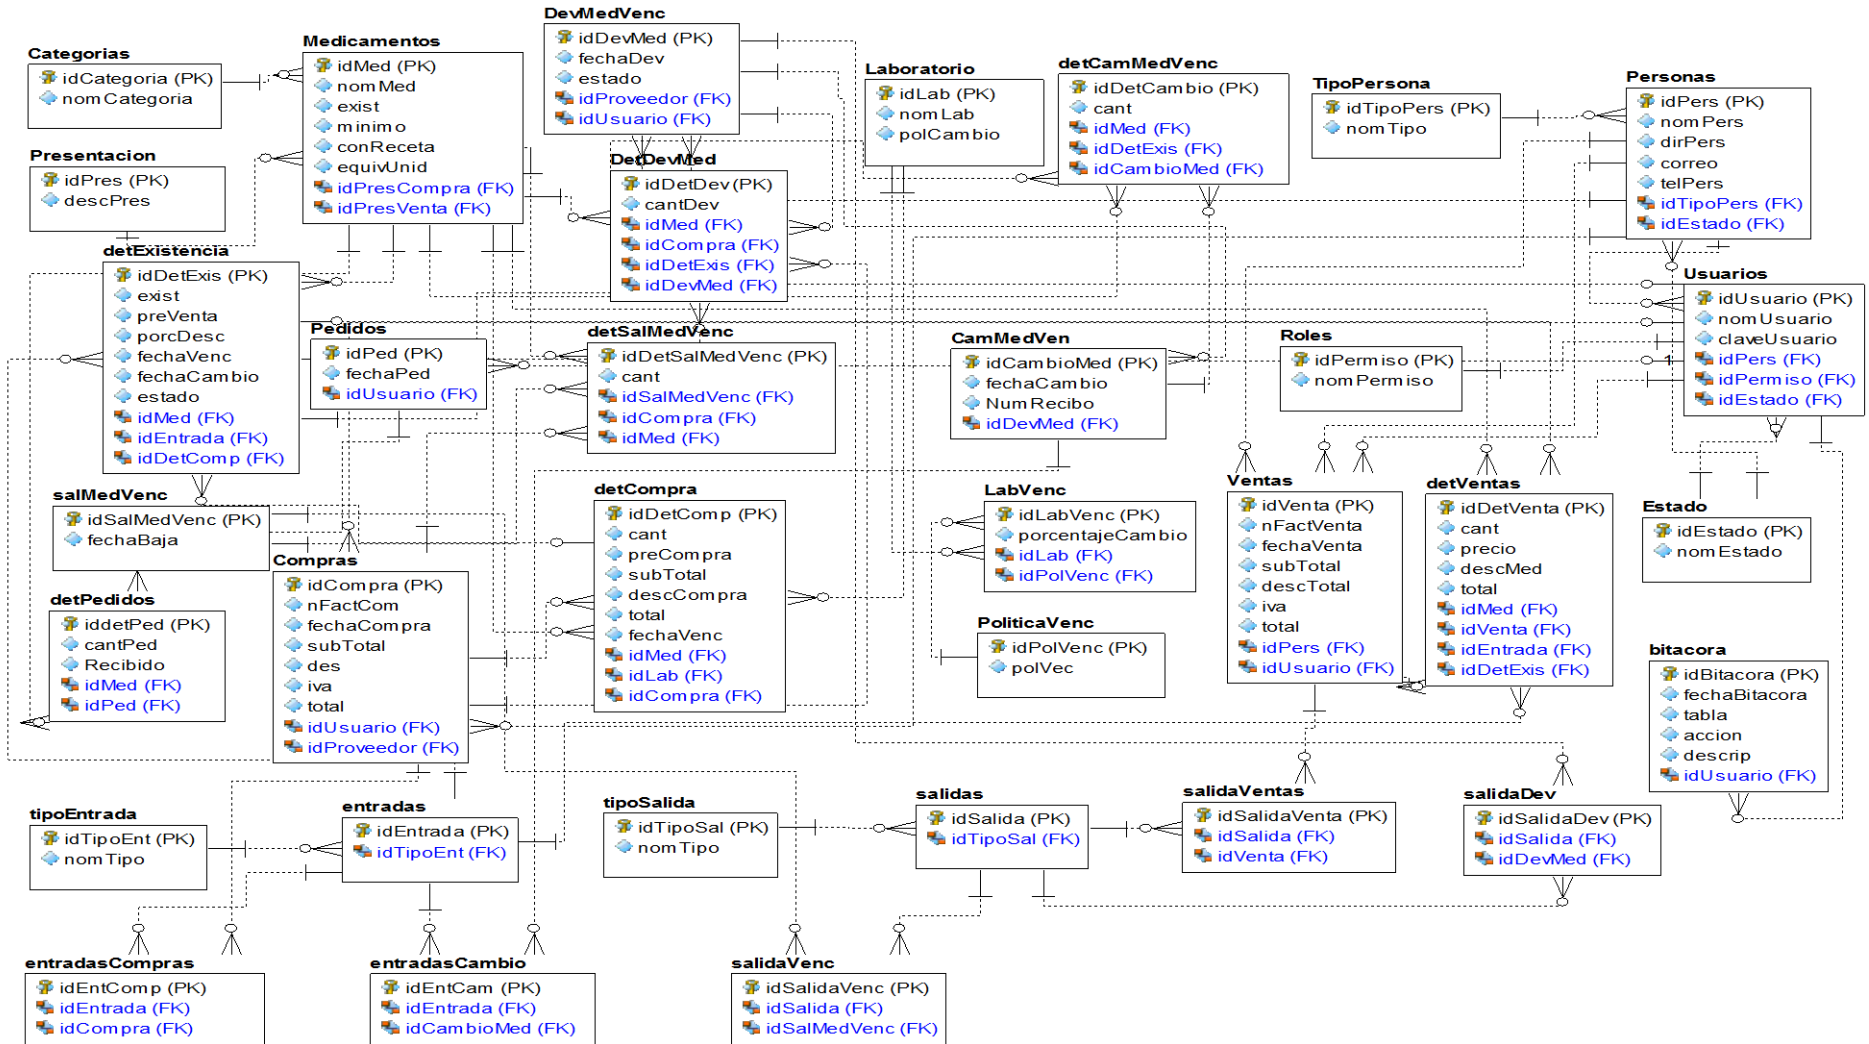 Categorias
idCategoria (PK)
nomCategoria
Presentacion
idPres (PK)
descPres
Medicamentos
idMed (PK)
nomMed
exist
minimo
conReceta
equivUnid
idPresCompra (FK)
idPresVenta (FK)
DevMedVenc
idDevMed (PK)
fechaDev
estado
idProveedor (FK)
idUsuario (FK)
DetDevMed
idDetDev (PK)
cantDev
idMed (FK)
idCompra (FK)
idDetExis (FK)
idDevMed (FK)
Laboratorio
idLab (PK)
nomLab
polCambio
detCamMedVenc
idDetCambio (PK)
cant
idMed (FK)
idDetExis (FK)
idCambioMed (FK)
TipoPersona
idTipoPers (PK)
nomTipo
Personas
idPers (PK)
nomPers
dirPers
correo
telPers
idTipoPers (FK)
idEstado (FK)
detExistencia
idDetExis (PK)
exist
preVenta
porcDesc
fechaVenc
fechaCambio
estado
idMed (FK)
idEntrada (FK)
idDetComp (FK)
Pedidos
idPed (PK)
fechaPed
idUsuario (FK)
detSalMedVenc
idDetSalMedVenc (PK)
cant
idSalMedVenc (FK)
idCompra (FK)
idMed (FK)
CamMedVen
idCambioMed (PK)
fechaCambio
NumRecibo
idDevMed (FK)
Roles
idPermiso (PK)
nomPermiso
Usuarios
idUsuario (PK)
nomUsuario
claveUsuario
idPers (FK)
idPermiso (FK)
idEstado (FK)
1
salMedVenc
idSalMedVenc (PK)
fechaBaja
detPedidos
iddetPed (PK)
cantPed
Recibido
idMed (FK)
idPed (FK)
Compras
idCompra (PK)
nFactCom
fechaCompra
subTotal
des
iva
total
idUsuario (FK)
idProveedor (FK)
detCompra
idDetComp (PK)
cant
preCompra
subTotal
descCompra
total
fechaVenc
idMed (FK)
idLab (FK)
idCompra (FK)
LabVenc
idLabVenc (PK)
porcentajeCambio
idLab (FK)
idPolVenc (FK)
PoliticaVenc
idPolVenc (PK)
polVec
Ventas
idVenta (PK)
nFactVenta
fechaVenta
subTotal
descTotal
iva
total
idPers (FK)
idUsuario (FK)
detVentas
idDetVenta (PK)
cant
precio
descMed
total
idMed (FK)
idVenta (FK)
idEntrada (FK)
idDetExis (FK)
Estado
idEstado (PK)
nomEstado
bitacora
idBitacora (PK)
fechaBitacora
tabla
accion
descrip
idUsuario (FK)
tipoEntrada
idTipoEnt (PK)
nomTipo
entradas
idEntrada (PK)
idTipoEnt (FK)
tipoSalida
idTipoSal (PK)
nomTipo
salidas
idSalida (PK)
idTipoSal (FK)
salidaVentas
idSalidaVenta (PK)
idSalida (FK)
idVenta (FK)
salidaDev
idSalidaDev (PK)
idSalida (FK)
idDevMed (FK)
entradasCompras
idEntComp (PK)
idEntrada (FK)
idCompra (FK)
entradasCambio
idEntCam (PK)
idEntrada (FK)
idCambioMed (FK)
salidaVenc
idSalidaVenc (PK)
idSalida (FK)
idSalMedVenc (FK)